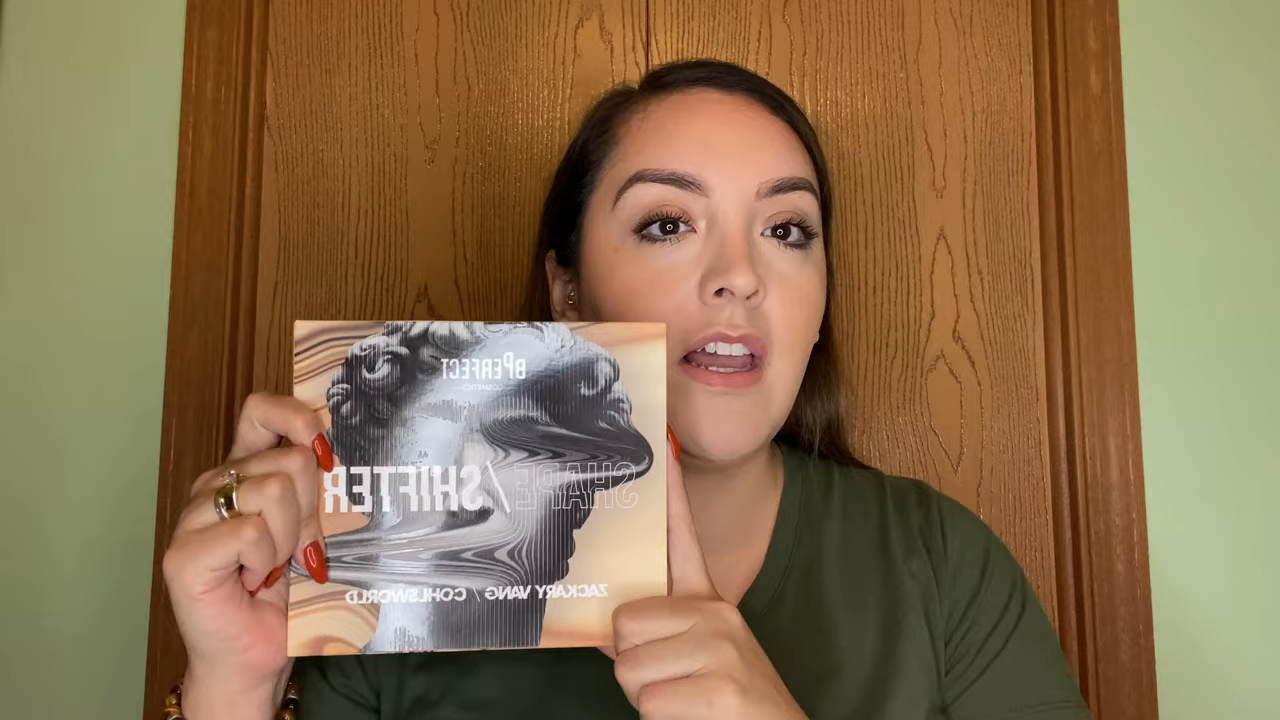 BPERFECT
COSMETICS
SHAPE/SHIFTER
ZACKARY VANG / COHLSWORLD